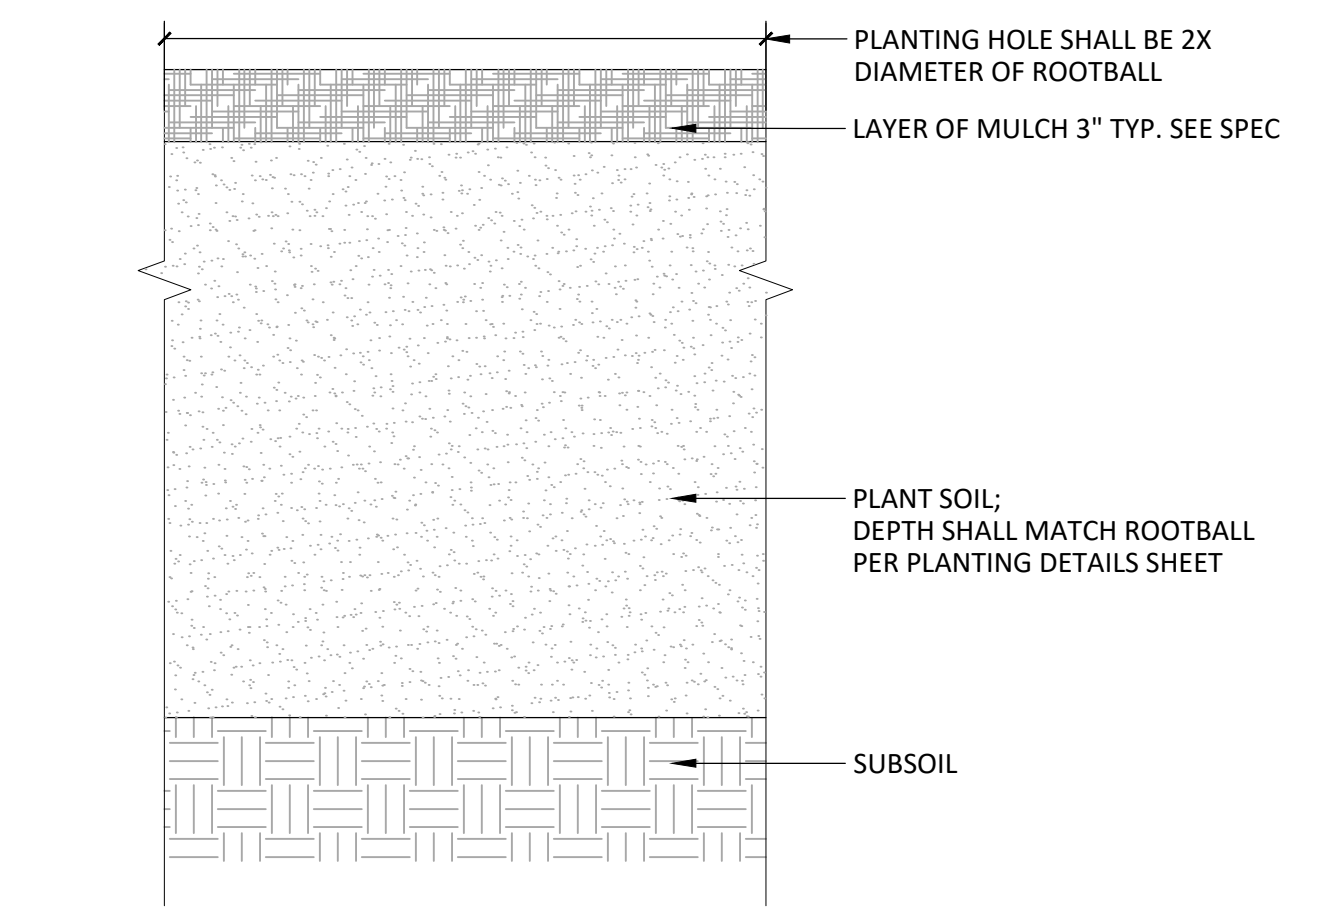 PLANTING HOLE SHALL BE 2X
DIAMETER OF ROOTBALL
LAYER OF MULCH 3" TYP. SEE SPEC
PLANT SOIL;
DEPTH SHALL MATCH ROOTBALL
PER PLANTING DETAILS SHEET
SUBSOIL